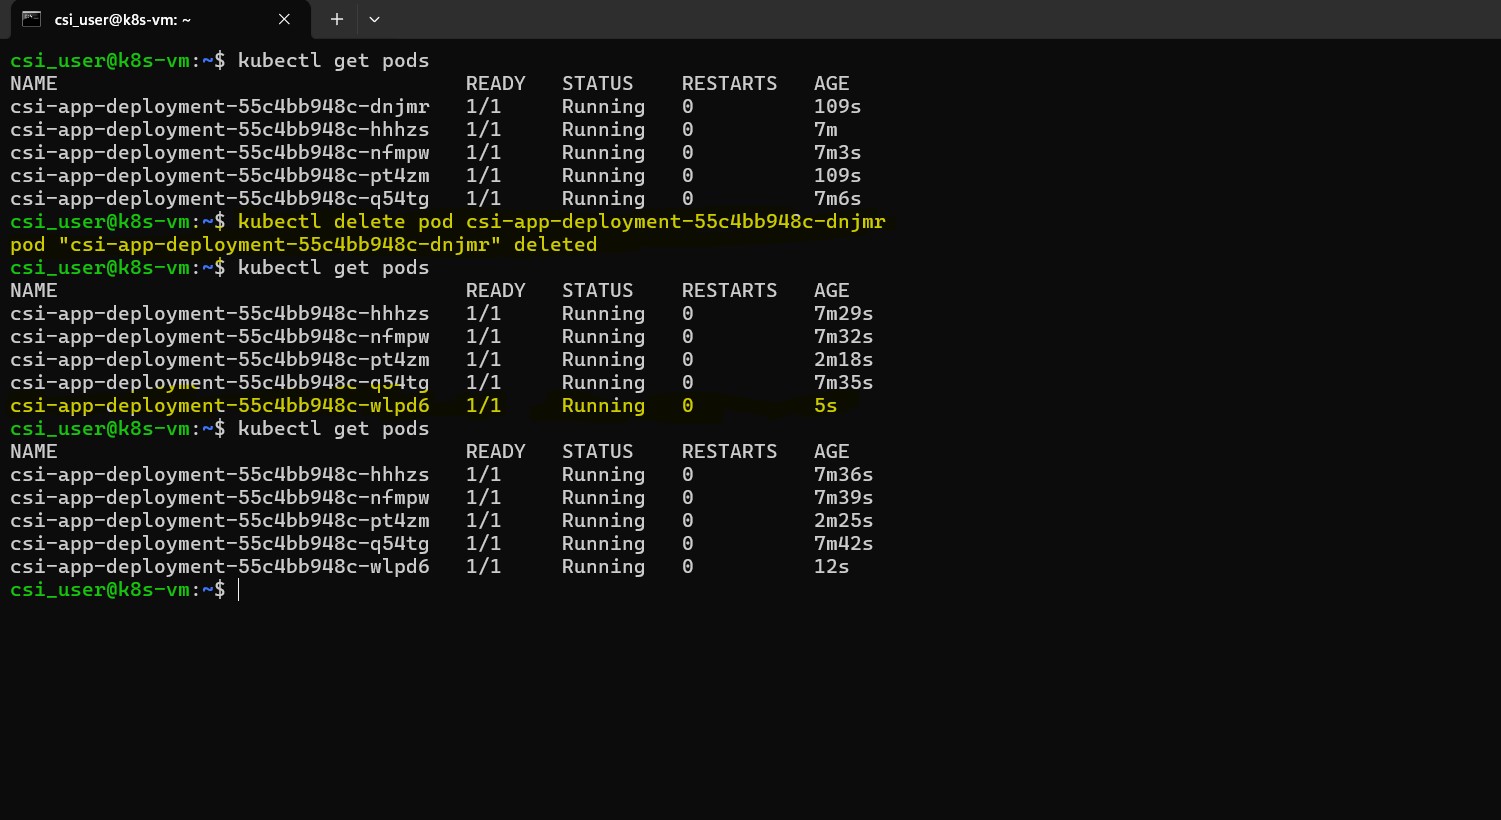 csi_user@k8s-vm: ~
csi_user@k8s-vm:~$ kubectl get pods
NAME READY STATUS RESTARTS AGE
csi-app-deployment-55c4bb948c-dnjmr 1/1 Running 0 109s
csi-app-deployment-55c4bb948c-hhhzs 1/1 Running 0 7m
csi-app-deployment-55c4bb948c-nfmpw 1/1 Running 0 7m3s
csi-app-deployment-55c4bb948c-pt4zm 1/1 Running 0 109s
csi-app-deployment-55c4bb948c-q54tg 1/1 Running 0 7m6s
csi_user@k8s-vm:~$ kubectl delete pod csi-app-deployment-55c4bb948c-dnjmr
pod "csi-app-deployment-55c4bb948c-dnjmr" deleted
csi_user@k8s-vm:~$ kubectl get pods
NAME READY STATUS RESTARTS AGE
csi-app-deployment-55c4bb948c-hhhzs 1/1 Running 0 7m29s
csi-app-deployment-55c4bb948c-nfmpw 1/1 Running 0 7m32s
csi-app-deployment-55c4bb948c-pt4zm 1/1 Running 0 2m18s
csi-app-deployment-55c4bb948c-q54tg 1/1 Running 0 7m35s
csi-app-deployment-55c4bb948c-wlpd6 1/1 Running 0 5s
csi_user@k8s-vm:~$ kubectl get pods
NAME READY STATUS RESTARTS AGE
csi-app-deployment-55c4bb948c-hhhzs 1/1 Running 0 7m36s
csi-app-deployment-55c4bb948c-nfmpw 1/1 Running 0 7m39s
csi-app-deployment-55c4bb948c-pt4zm 1/1 Running 0 2m25s
csi-app-deployment-55c4bb948c-q54tg 1/1 Running 0 7m42s
csi-app-deployment-55c4bb948c-wlpd6 1/1 Running 0 12s
csi_user@k8s-vm:~$